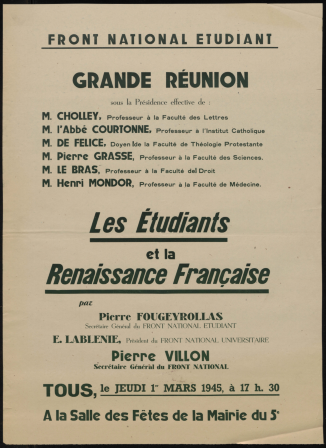 FRONT NATIONAL ETUDIANT
GRANDE RÉUNION
sous la Présidence effective de :
M. CHOLLEY, Professeur à la Faculté des Lettres
M. l'Abbé COURTONNE, Professeur à l'Institut Catholique
M. DE FELICE, Doyen de la Faculté de Théologie Protestante
M. Pierre GRASSE, Professeur à la Faculté des Sciences.
M. LE BRAS, Professeur à la Faculté del Droit
M. Henri MONDOR, Professeur à la Faculté de Médecine.
Les Étudiants
et la
Renaissance Française
par
Pierre FOUGEYROLLAS
Secrétaire Général du FRONT NATIONAL ETUDIANT
E. LABLENIE, Président du FRONT NATIONAL UNIVERSITAIRE
Pierre VILLON
Secrétaire Général du FRONT NATIONAL
TOUS, le JEUDI 1er MARS 1945, à 17 h. 30
A la Salle des Fêtes de la Mairie du 5e